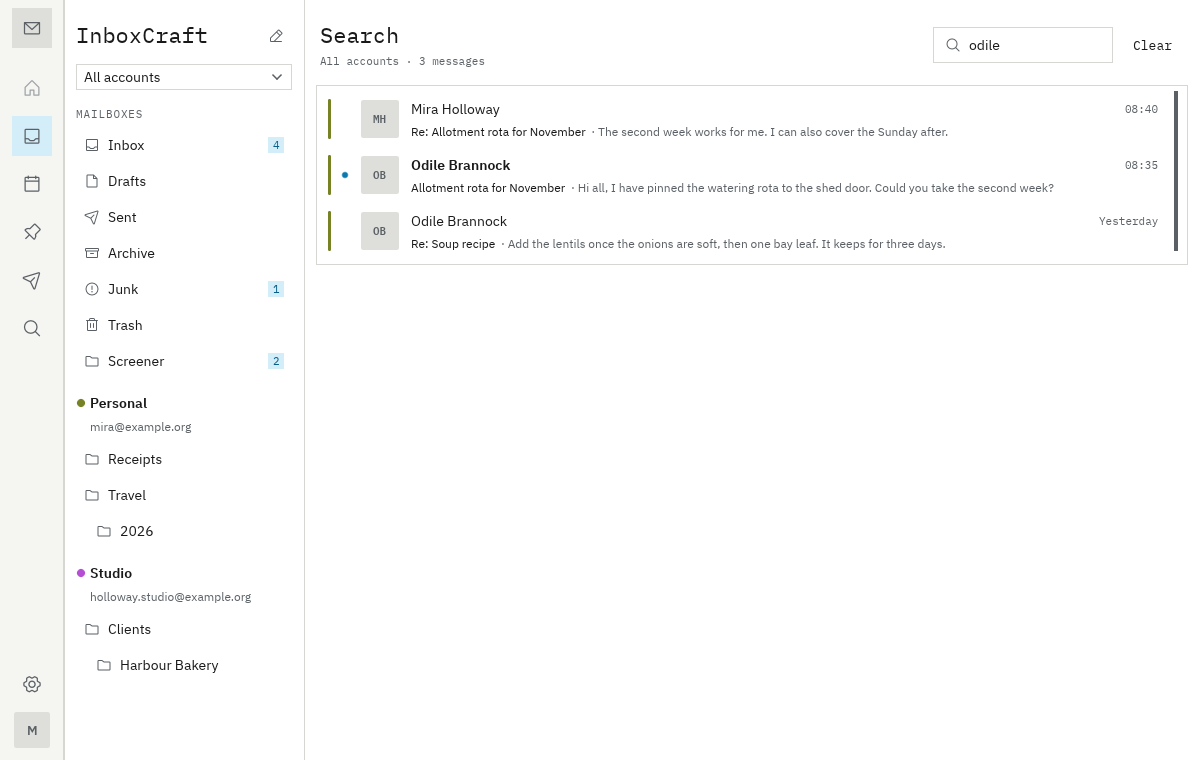 InboxCraft
All accounts
MAILBOXES
Inbox 4
Drafts
Sent
Archive
Junk 1
Trash
Screener 2
Personal
mira@example.org
Receipts
Travel
2026
Studio
holloway.studio@example.org
Clients
Harbour Bakery
M
Search
All accounts · 3 messages
odile
Clear
MH
Mira Holloway 08:40
Re: Allotment rota for November · The second week works for me. I can also cover the Sunday after.
OB
Odile Brannock 08:35
Allotment rota for November · Hi all, I have pinned the watering rota to the shed door. Could you take the second week?
OB
Odile Brannock Yesterday
Re: Soup recipe · Add the lentils once the onions are soft, then one bay leaf. It keeps for three days.